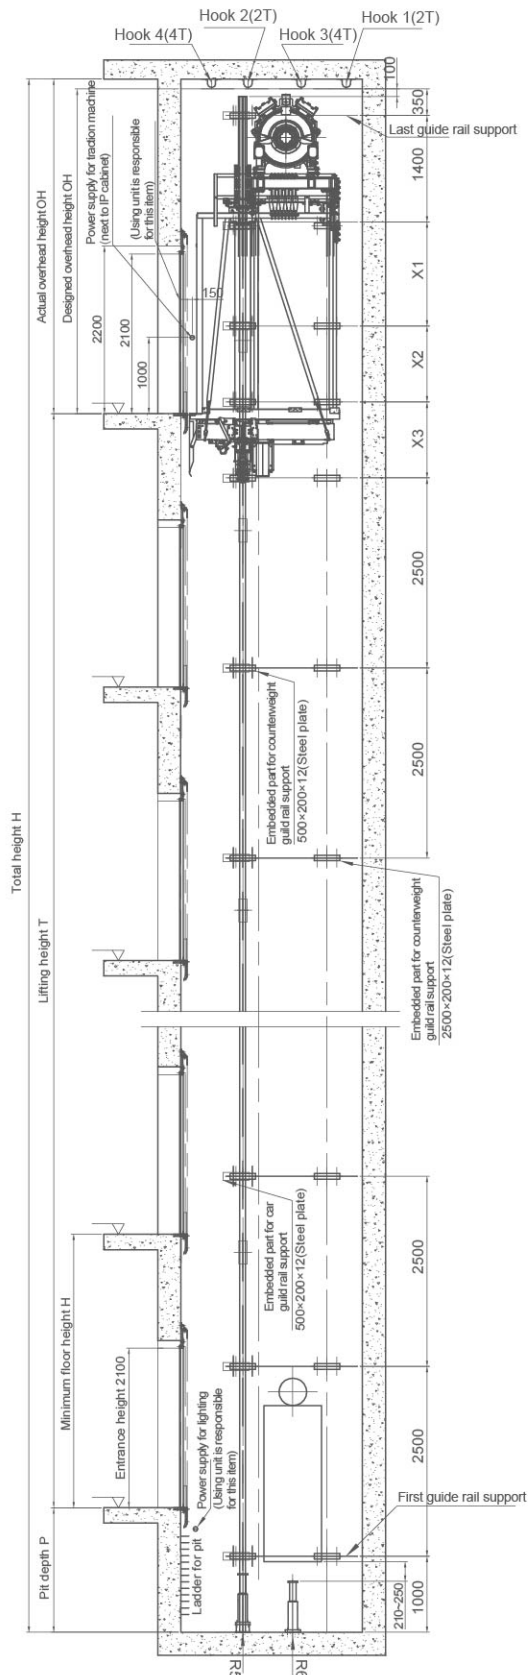 Hook 4(4T)
Hook 2(2T)
Hook 3(4T)
Hook 1(2T)
100
350
Last guide rail support
1400
Actual overhead height OH
Designed overhead height OH
Power supply for traction machine
(next to IP cabinet)
(Using unit is responsible
for this item)
2200
2100
1000
150
X1
X2
X3
2500
2500
Embedded part for counterweight
guild rail support
500×200×12(Steel plate)
Embedded part for counterweight
guild rail support
2500×200×12(Steel plate)
Total height H
Lifting height T
Embedded part for car
guild rail support
500×200×12(Steel plate)
2500
2500
Minimum floor height H
Entrance height 2100
Power supply for lighting
(Using unit is responsible
for this item)
Ladder for pit
First guide rail support
Pit depth P
210~250
1000